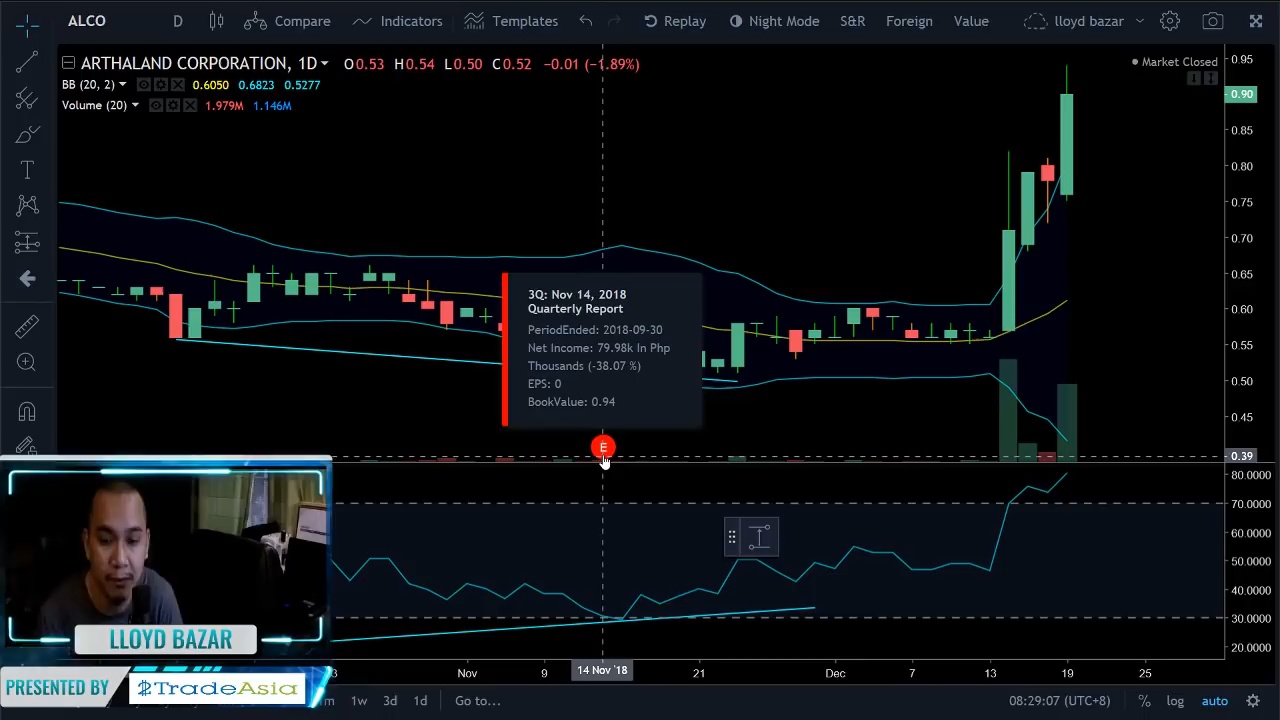 ALCO
D
Compare
Indicators
Templates
Replay
Night Mode
S&R
Foreign
Value
lloyd bazar
ARTHALAND CORPORATION, 1D
O0.53 H0.54 L0.50 C0.52 −0.01 (−1.89%)
Market Closed
BB (20, 2) 0.6050 0.6823 0.5277
Volume (20) 1.979M 1.146M
0.95
0.90
0.85
0.80
0.75
0.70
0.65
0.60
0.55
0.50
0.45
0.39
3Q: Nov 14, 2018
Quarterly Report
PeriodEnded: 2018-09-30
Net Income: 79.98k In Php
Thousands (-38.07 %)
EPS: 0
BookValue: 0.94
E
80.0000
70.0000
60.0000
50.0000
40.0000
30.0000
20.0000
3
Nov
9
14 Nov '18
21
Dec
7
13
19
25
LLOYD BAZAR
PRESENTED BY
$TradeAsia
m
1w
3d
1d
Go to...
08:29:07 (UTC+8)
%
log
auto